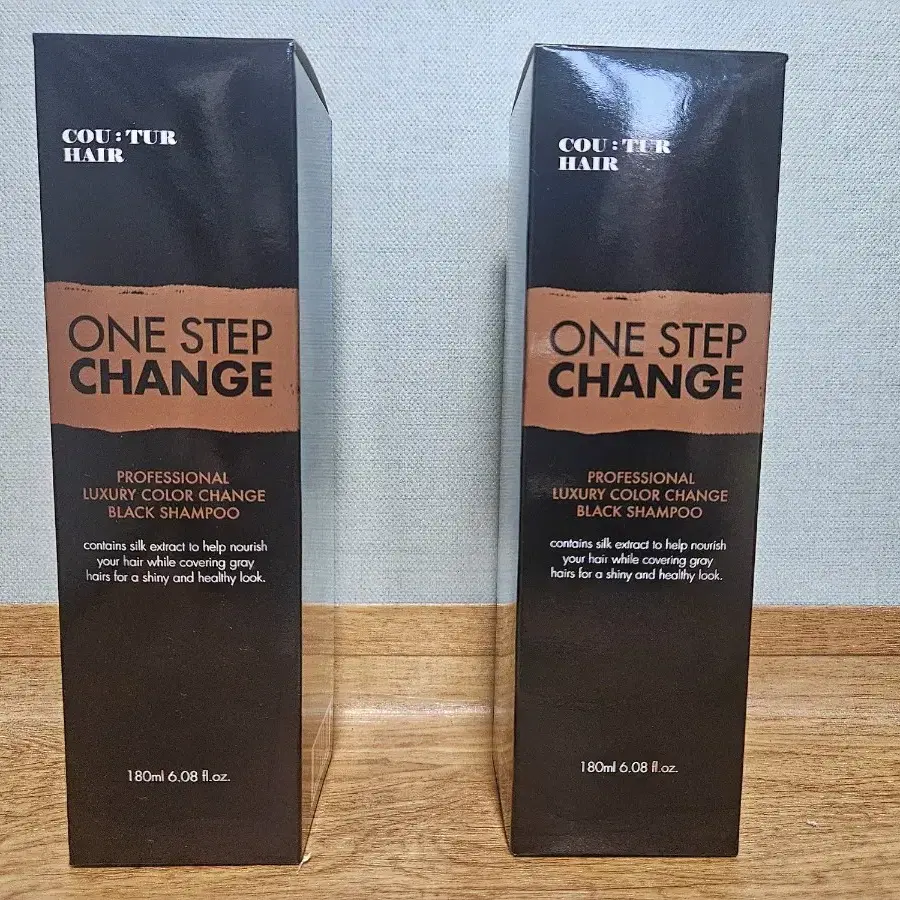 COU : TUR
HAIR
ONE STEP
CHANGE
PROFESSIONAL
LUXURY COLOR CHANGE
BLACK SHAMPOO
contains silk extract to help nourish
your hair while covering gray
hairs for a shiny and healthy look.
180ml 6.08 fl.oz.
COU : TUR
HAIR
ONE STEP
CHANGE
PROFESSIONAL
LUXURY COLOR CHANGE
BLACK SHAMPOO
contains silk extract to help nourish
your hair while covering gray
hairs for a shiny and healthy look.
180ml 6.08 fl.oz.